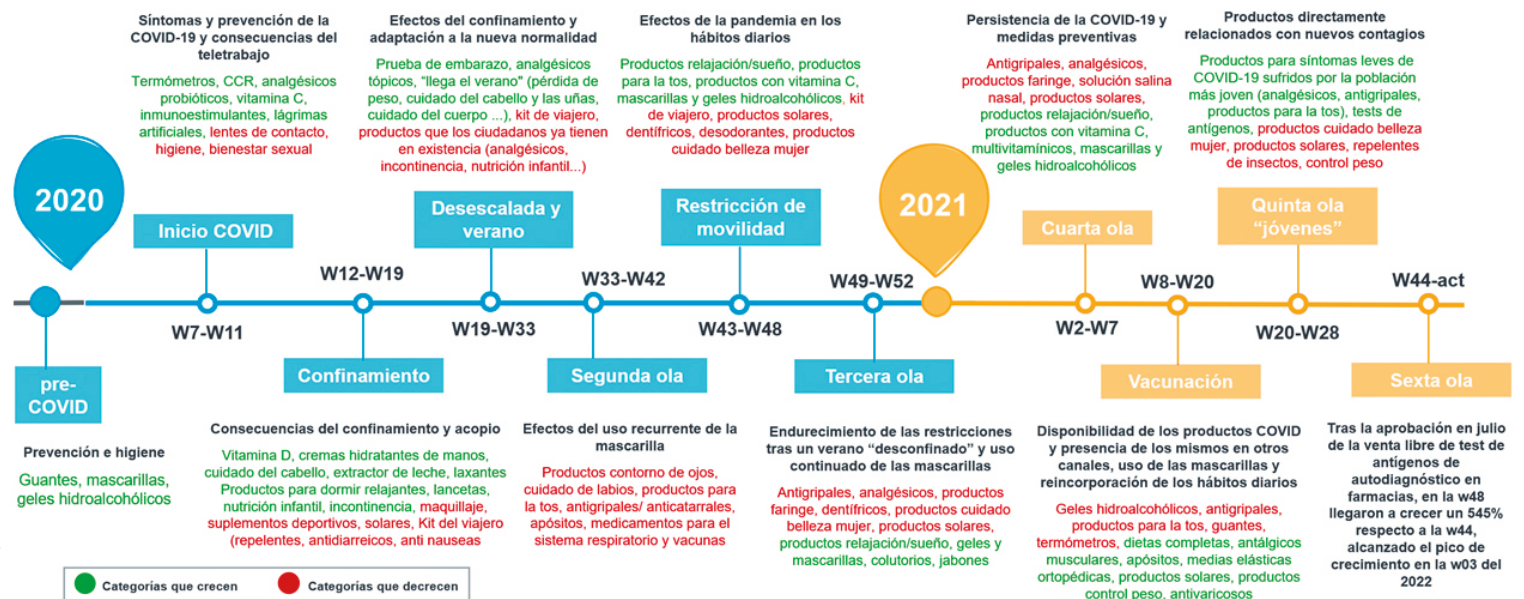 Síntomas y prevención de la
COVID-19 y consecuencias del
teletrabajo
Termómetros, CCR, analgésicos
probióticos, vitamina C,
inmunoestimulantes, lágrimas
artificiales, lentes de contacto,
higiene, bienestar sexual
Efectos del confinamiento y
adaptación a la nueva normalidad
Prueba de embarazo, analgésicos
tópicos, "llega el verano" (pérdida de
peso, cuidado del cabello y las uñas,
cuidado del cuerpo ...), kit de viajero,
productos que los ciudadanos ya tienen
en existencia (analgésicos,
incontinencia, nutrición infantil...)
Efectos de la pandemia en los
hábitos diarios
Productos relajación/sueño, productos
para la tos, productos con vitamina C,
mascarillas y geles hidroalcohólicos, kit
de viajero, productos solares,
dentífricos, desodorantes, productos
cuidado belleza mujer
Persistencia de la COVID-19 y
medidas preventivas
Antigripales, analgésicos,
productos faringe, solución salina
nasal, productos solares,
productos relajación/sueño,
productos con vitamina C,
multivitamínicos, mascarillas y
geles hidroalcohólicos
Productos directamente
relacionados con nuevos contagios
Productos para síntomas leves de
COVID-19 sufridos por la población
más joven (analgésicos, antigripales,
productos para la tos), tests de
antígenos, productos cuidado belleza
mujer, productos solares, repelentes
de insectos, control peso
2020
Inicio COVID
Desescalada y
verano
Restricción de
movilidad
2021
Cuarta ola
Quinta ola
"jóvenes"
W12-W19
W33-W42
W49-W52
W8-W20
W44-act
W7-W11
W19-W33
W43-W48
W2-W7
W20-W28
pre-
COVID
Confinamiento
Segunda ola
Tercera ola
Vacunación
Sexta ola
Prevención e higiene
Guantes, mascarillas,
geles hidroalcohólicos
Consecuencias del confinamiento y acopio
Vitamina D, cremas hidratantes de manos,
cuidado del cabello, extractor de leche, laxantes
Productos para dormir relajantes, lancetas,
nutrición infantil, incontinencia, maquillaje,
suplementos deportivos, solares, Kit del viajero
(repelentes, antidiarreicos, anti nauseas
Efectos del uso recurrente de la
mascarilla
Productos contorno de ojos,
cuidado de labios, productos para
la tos, antigripales/ anticatarrales,
apósitos, medicamentos para el
sistema respiratorio y vacunas
Endurecimiento de las restricciones
tras un verano "desconfinado" y uso
continuado de las mascarillas
Antigripales, analgésicos, productos
faringe, dentífricos, productos cuidado
belleza mujer, productos solares,
productos relajación/sueño, geles y
mascarillas, colutorios, jabones
Disponibilidad de los productos COVID
y presencia de los mismos en otros
canales, uso de las mascarillas y
reincorporación de los hábitos diarios
Geles hidroalcohólicos, antigripales,
productos para la tos, guantes,
termómetros, dietas completas, antálgicos
musculares, apósitos, medias elásticas
ortopédicas, productos solares, productos
control peso, antivaricosos
Tras la aprobación en julio
de la venta libre de test de
antígenos de
autodiagnóstico en
farmacias, en la w48
llegaron a crecer un 545%
respecto a la w44,
alcanzado el pico de
crecimiento en la w03 del
2022
Categorías que crecen
Categorías que decrecen